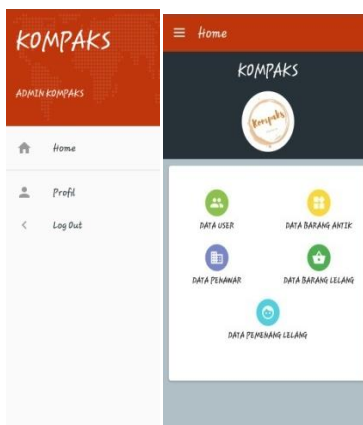 KOMPAKS
ADMIN KOMPAKS
Home
Profil
Log Out
Home
KOMPAKS
Kompaks
DATA USER
DATA BARANG ANTIK
DATA PENAWAR
DATA BARANG LELANG
DATA PEMENANG LELANG